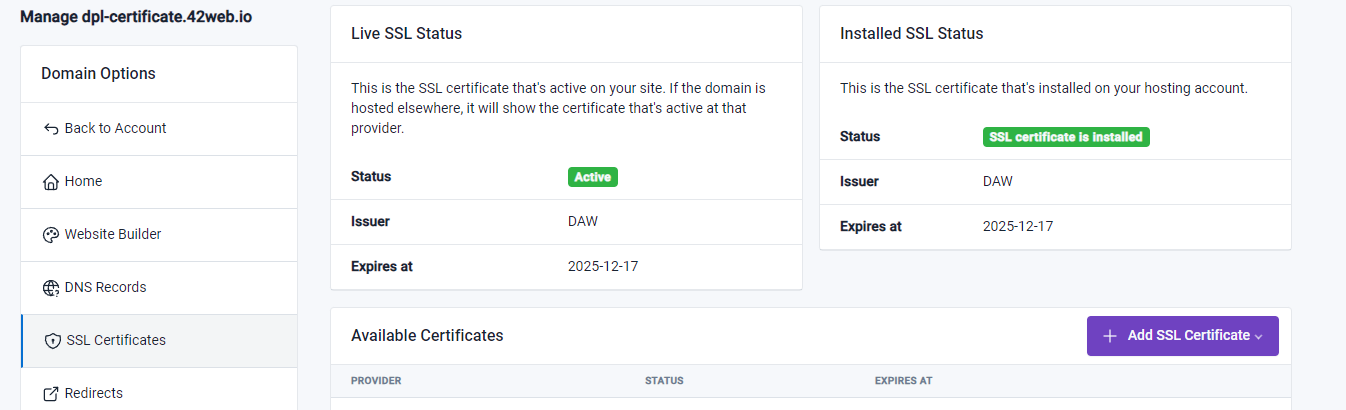 Manage dpl-certificate.42web.io
Domain Options
Back to Account
Home
Website Builder
DNS Records
SSL Certificates
Redirects
Live SSL Status
This is the SSL certificate that's active on your site. If the domain is
hosted elsewhere, it will show the certificate that's active at that
provider.
Status Active
Issuer DAW
Expires at 2025-12-17
Installed SSL Status
This is the SSL certificate that's installed on your hosting account.
Status SSL certificate is installed
Issuer DAW
Expires at 2025-12-17
Available Certificates
Add SSL Certificate
PROVIDER STATUS EXPIRES AT